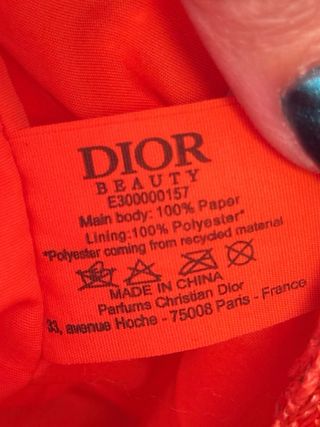 DIOR
BEAUTY
E300000157
Main body: 100% Paper
Lining:100% Polyester*
*Polyester coming from recycled material
MADE IN CHINA
Parfums Christian Dior
33, avenue Hoche - 75008 Paris - France